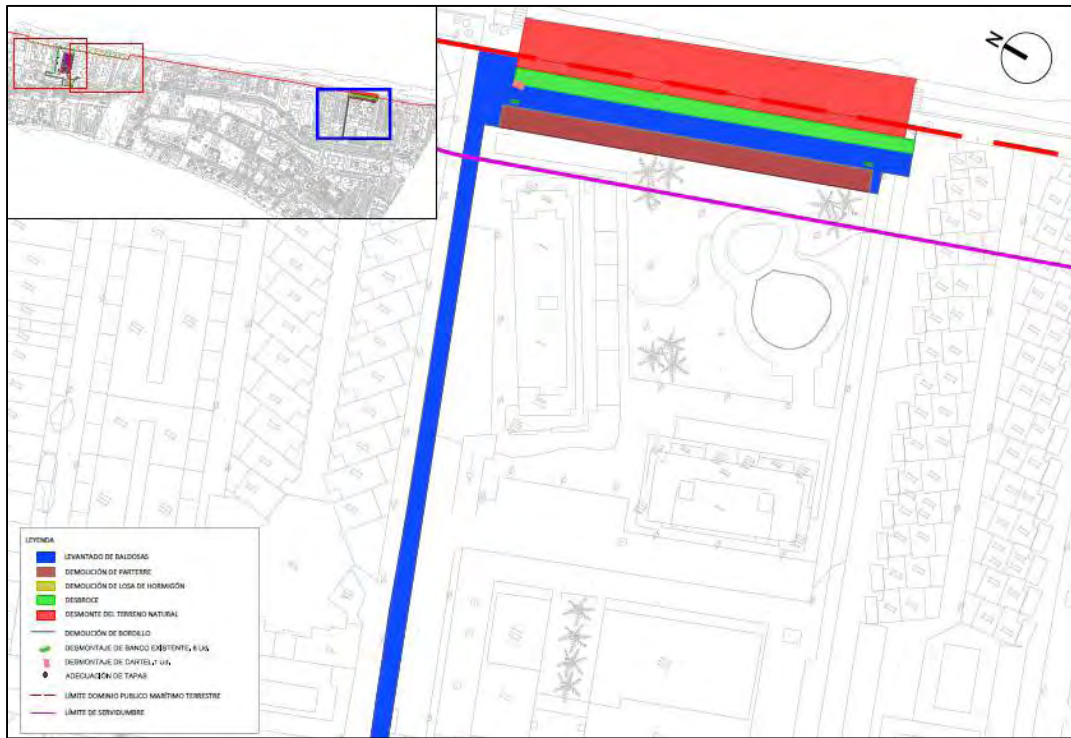 N
LEYENDA
LEVANTADO DE BALDOSAS
DEMOLICIÓN DE PARTERRE
DEMOLICIÓN DE LOSA DE HORMIGÓN
DESBROCE
DESMONTE DEL TERRENO NATURAL
DEMOLICIÓN DE BORDILLO
DESMONTAJE DE BANCO EXISTENTE, 6 Ud.
DESMONTAJE DE CARTEL, 1 Ud.
ADECUACIÓN DE TAPAS
LÍMITE DOMINIO PUBLICO MARÍTIMO TERRESTRE
LÍMITE DE SERVIDUMBRE